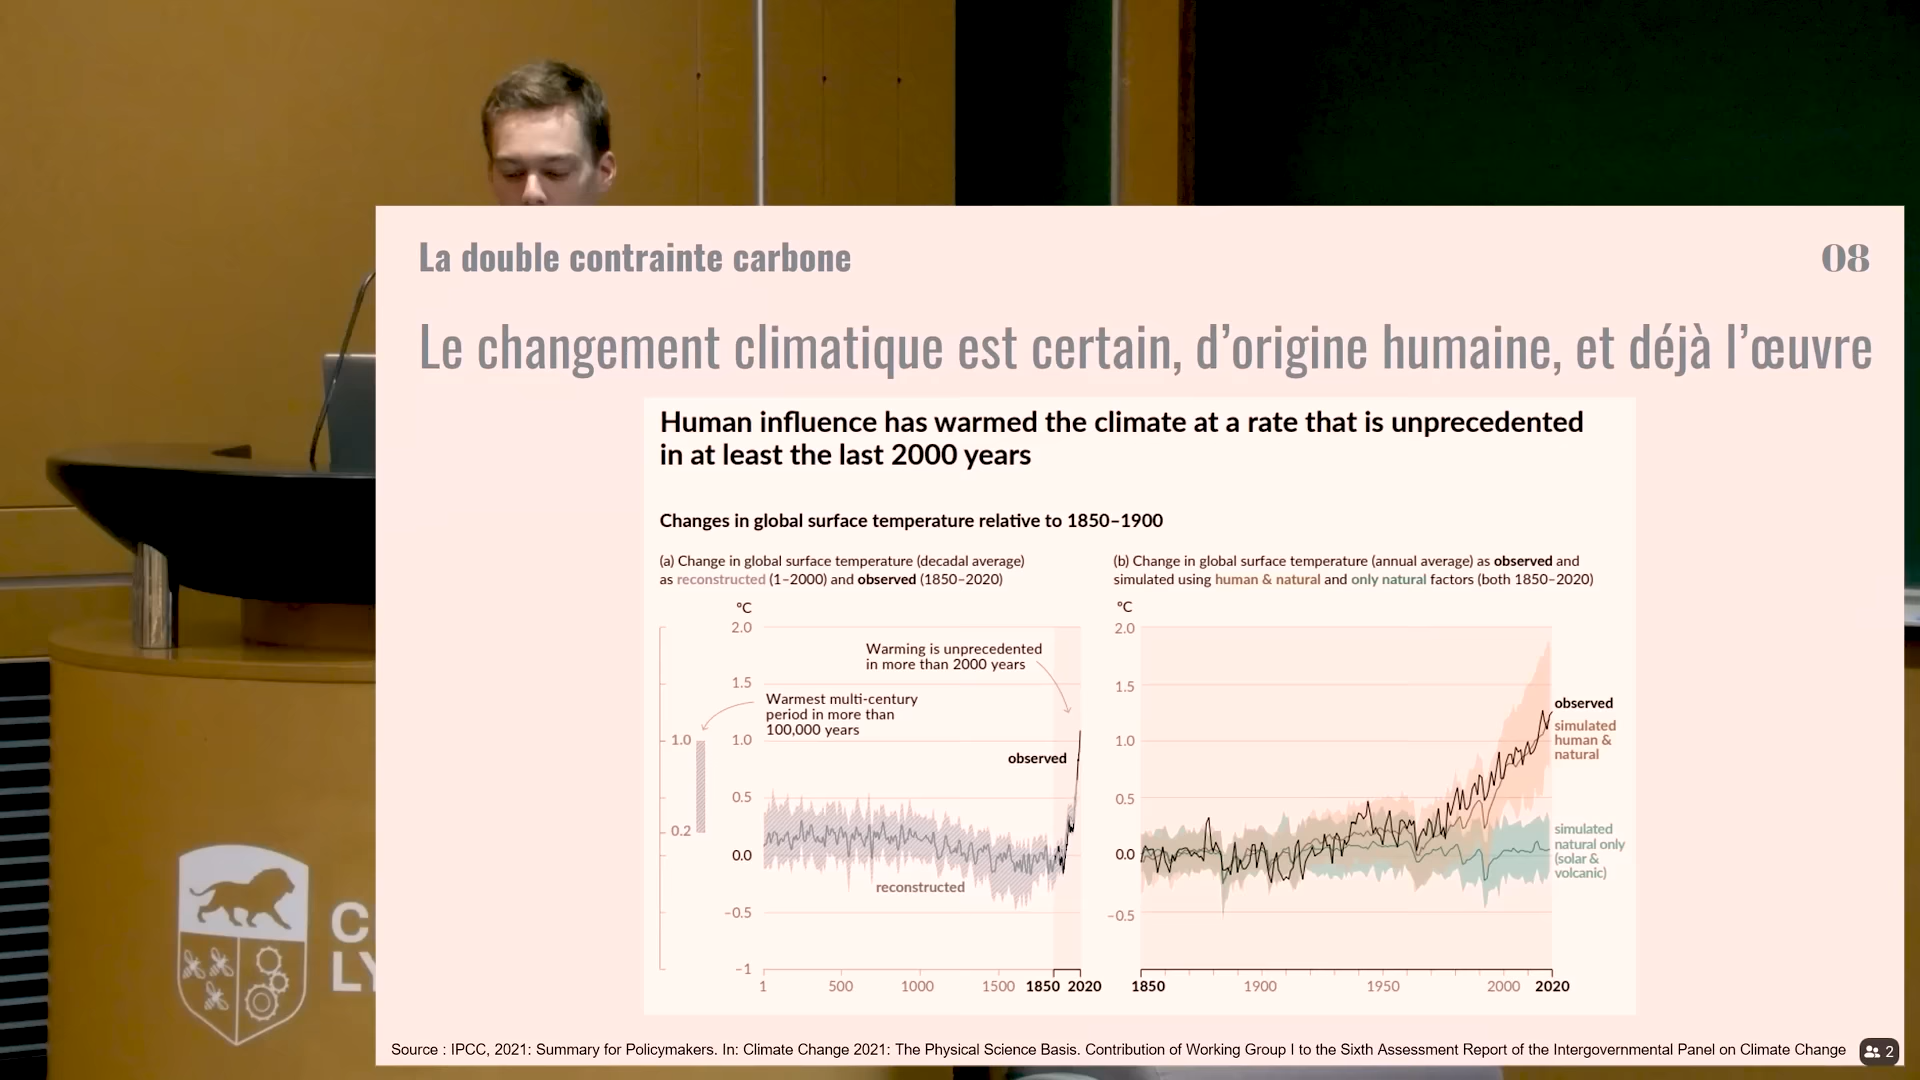 La double contrainte carbone
08
Le changement climatique est certain, d’origine humaine, et déjà l’œuvre
Human influence has warmed the climate at a rate that is unprecedented
in at least the last 2000 years
Changes in global surface temperature relative to 1850–1900
(a) Change in global surface temperature (decadal average)
as reconstructed (1–2000) and observed (1850–2020)
°C
2.0
1.5
1.0
0.5
0.0
–0.5
–1
1.0
0.2
Warming is unprecedented
in more than 2000 years
Warmest multi-century
period in more than
100,000 years
observed
reconstructed
1 500 1000 1500 1850 2020
(b) Change in global surface temperature (annual average) as observed and
simulated using human & natural and only natural factors (both 1850–2020)
°C
2.0
1.5
1.0
0.5
0.0
–0.5
observed
simulated
human &
natural
simulated
natural only
(solar &
volcanic)
1850 1900 1950 2000 2020
Source : IPCC, 2021: Summary for Policymakers. In: Climate Change 2021: The Physical Science Basis. Contribution of Working Group I to the Sixth Assessment Report of the Intergovernmental Panel on Climate Change
2